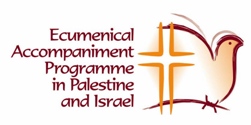 Ecumenical
Accompaniment
Programme
in Palestine
and Israel